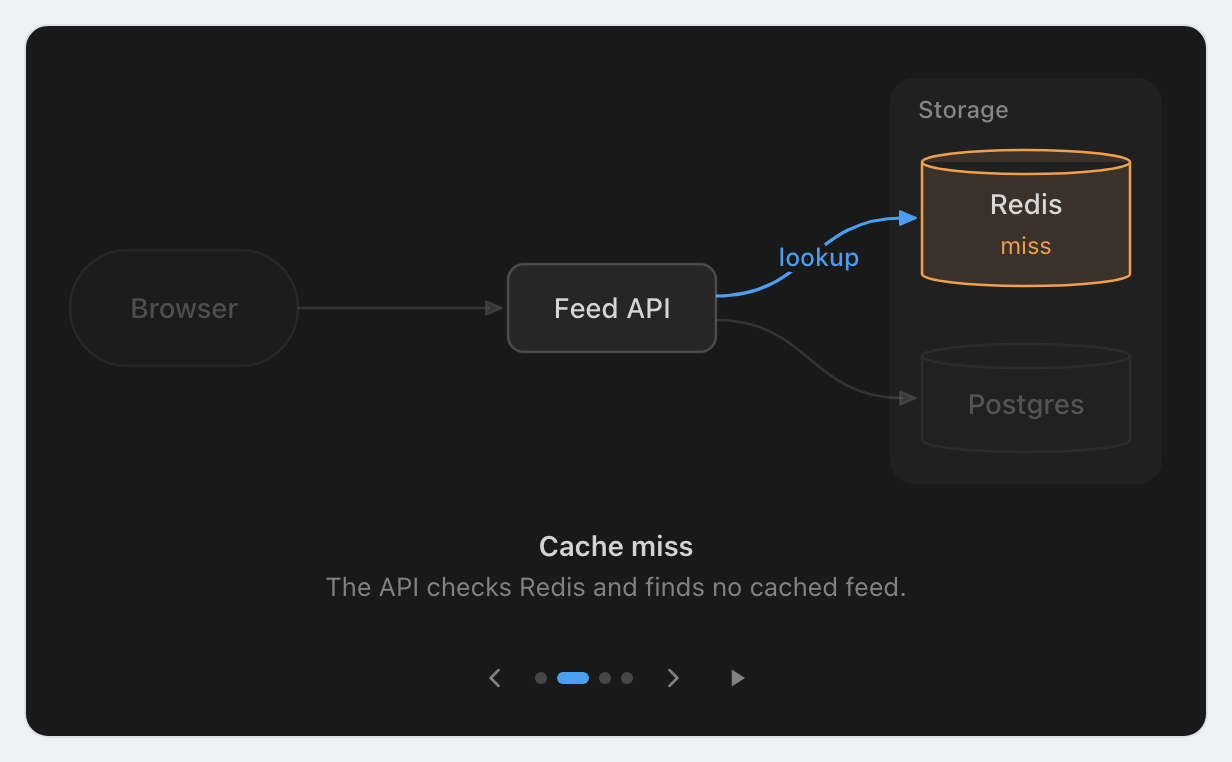 Storage
Redis
miss
lookup
Browser
Feed API
Postgres
Cache miss
The API checks Redis and finds no cached feed.